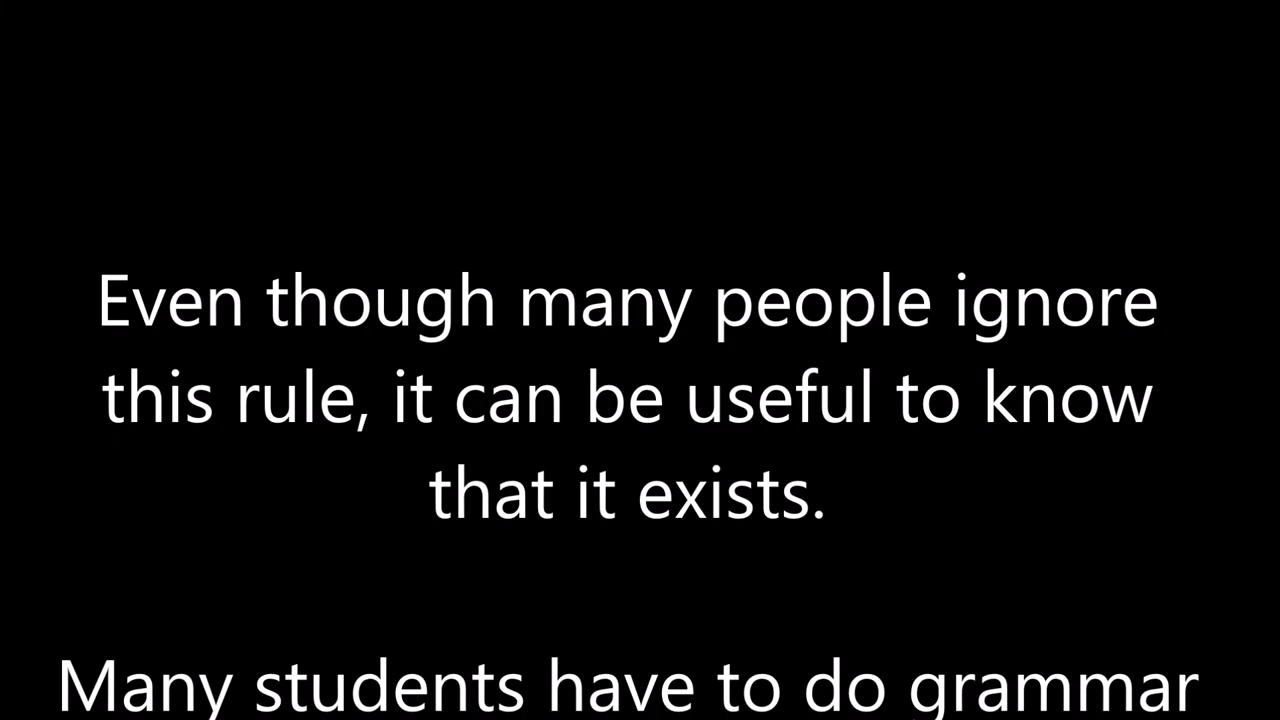 Even though many people ignore
this rule, it can be useful to know
that it exists.
Many students have to do grammar